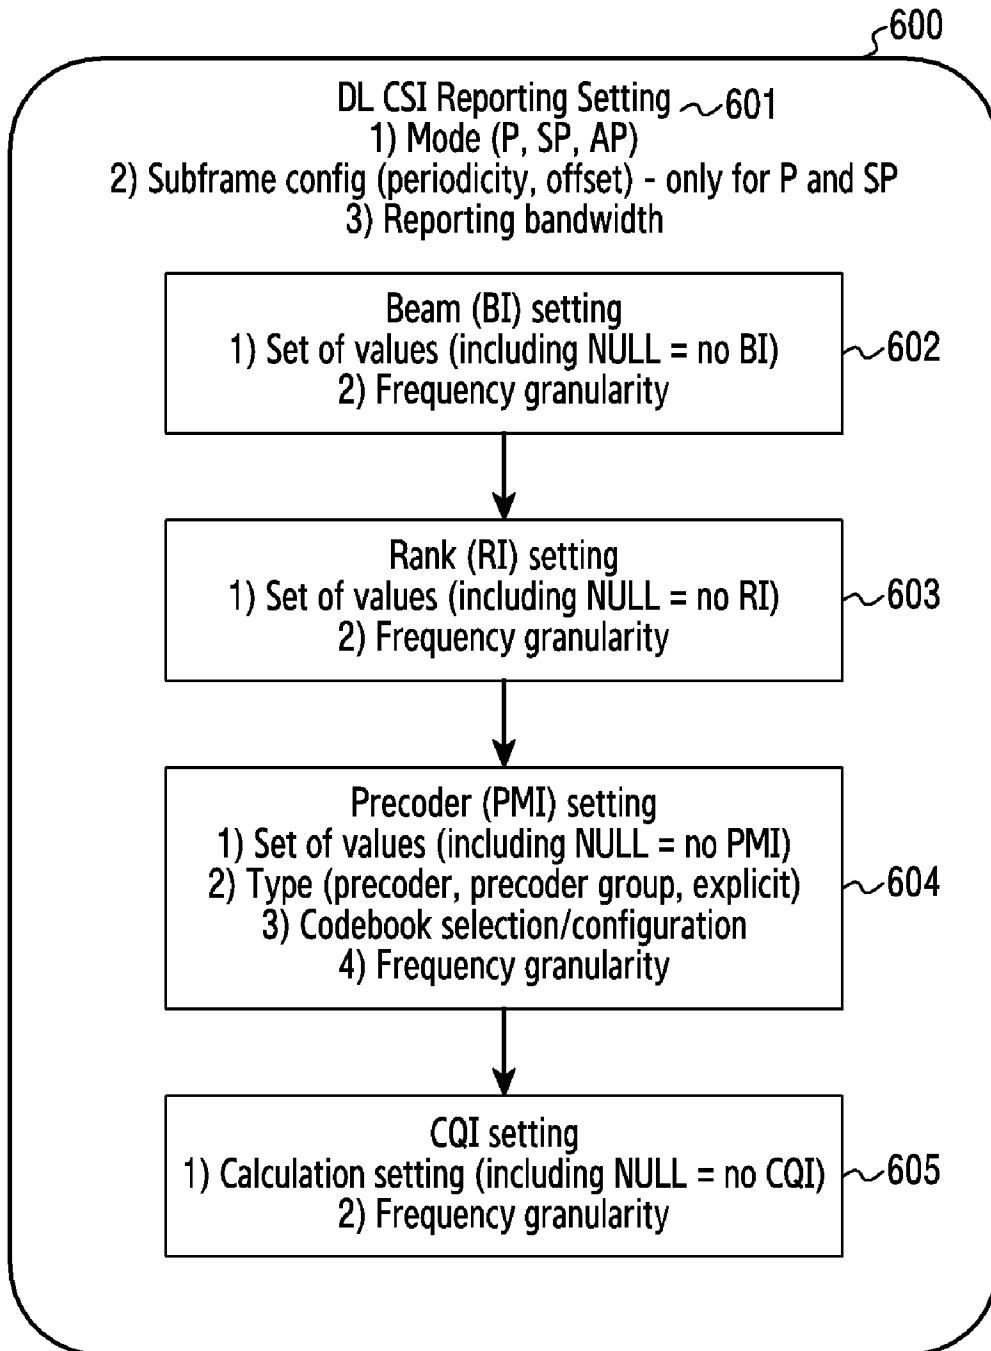 600
DL CSI Reporting Setting 601
1) Mode (P, SP, AP)
2) Subframe config (periodicity, offset) - only for P and SP
3) Reporting bandwidth
Beam (BI) setting
1) Set of values (including NULL = no BI)
2) Frequency granularity
602
Rank (RI) setting
1) Set of values (including NULL = no RI)
2) Frequency granularity
603
Precoder (PMI) setting
1) Set of values (including NULL = no PMI)
2) Type (precoder, precoder group, explicit)
3) Codebook selection/configuration
4) Frequency granularity
604
CQI setting
1) Calculation setting (including NULL = no CQI)
2) Frequency granularity
605